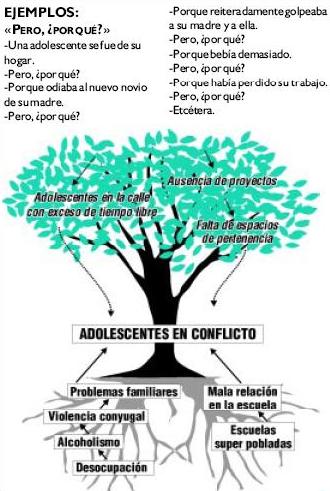 EJEMPLOS:
«PERO, ¿POR QUÉ?»
-Una adolescente se fue de su
hogar.
-Pero, ¿por qué?
-Porque odiaba al nuevo novio
de su madre.
-Pero, ¿por qué?
-Porque reiteradamente golpeaba
a su madre y a ella.
-Pero, ¿por qué?
-Porque bebía demasiado.
-Pero, ¿por qué?
-Porque había perdido su trabajo.
-Pero, ¿por qué?
-Etcétera.
Ausencia de proyectos
Adolescentes en la calle
con exceso de tiempo libre
Falta de espacios
de pertenencia
ADOLESCENTES EN CONFLICTO
Problemas familiares
Mala relación
en la escuela
Violencia conyugal
Escuelas
super pobladas
Alcoholismo
Desocupación